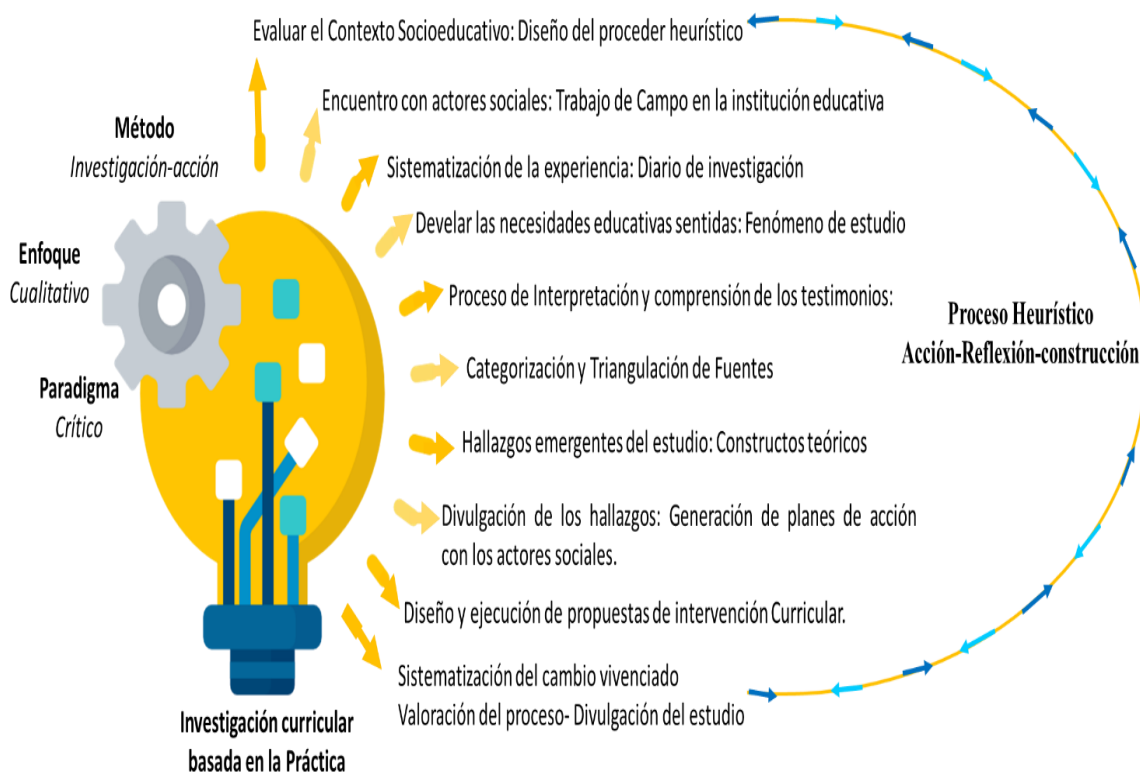 Evaluar el Contexto Socioeducativo: Diseño del proceder heurístico
Encuentro con actores sociales: Trabajo de Campo en la institución educativa
Método
Investigación-acción
Sistematización de la experiencia: Diario de investigación
Develar las necesidades educativas sentidas: Fenómeno de estudio
Enfoque
Cualitativo
Proceso de Interpretación y comprensión de los testimonios:
Proceso Heurístico
Acción-Reflexión-construcción
Categorización y Triangulación de Fuentes
Paradigma
Crítico
Hallazgos emergentes del estudio: Constructos teóricos
Divulgación de los hallazgos: Generación de planes de acción
con los actores sociales.
Diseño y ejecución de propuestas de intervención Curricular.
Sistematización del cambio vivenciado
Valoración del proceso- Divulgación del estudio
Investigación curricular
basada en la Práctica